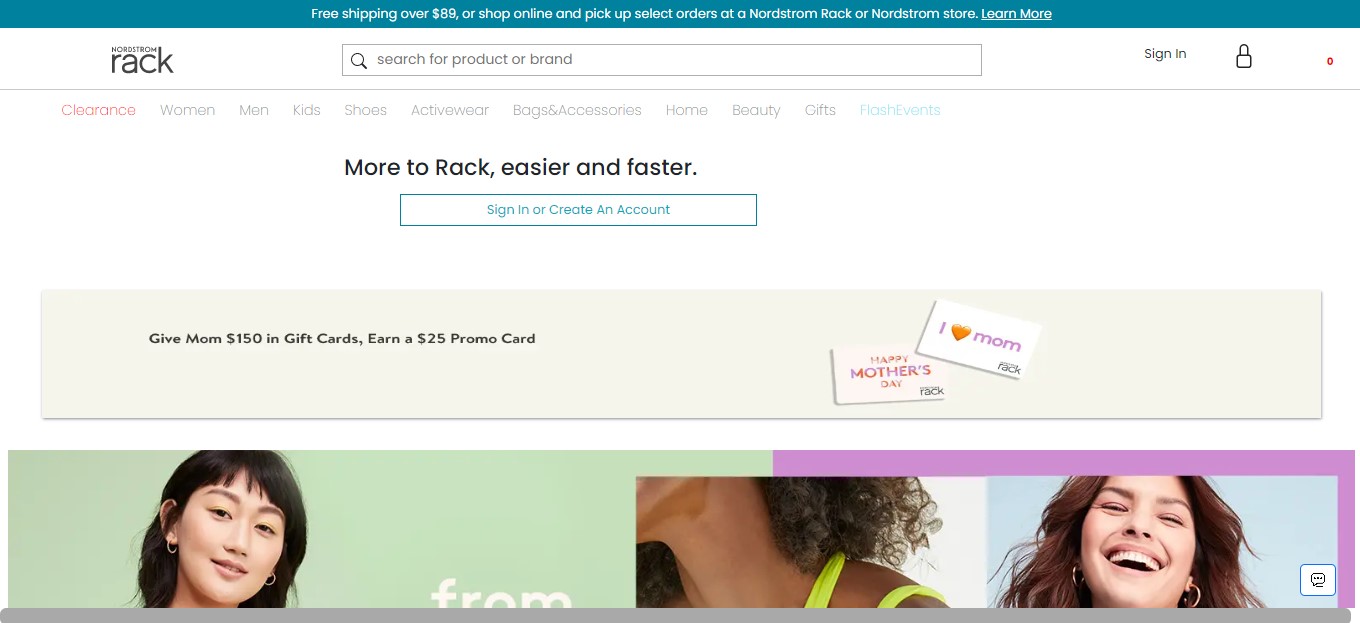 Free shipping over $89, or shop online and pick up select orders at a Nordstrom Rack or Nordstrom store. Learn More
NORDSTROM
rack
search for product or brand
Sign In
0
Clearance Women Men Kids Shoes Activewear Bags&Accessories Home Beauty Gifts FlashEvents
More to Rack, easier and faster.
Sign In or Create An Account
Give Mom $150 in Gift Cards, Earn a $25 Promo Card
I 🧡 mom
rack
HAPPY
MOTHER'S
DAY
rack
from